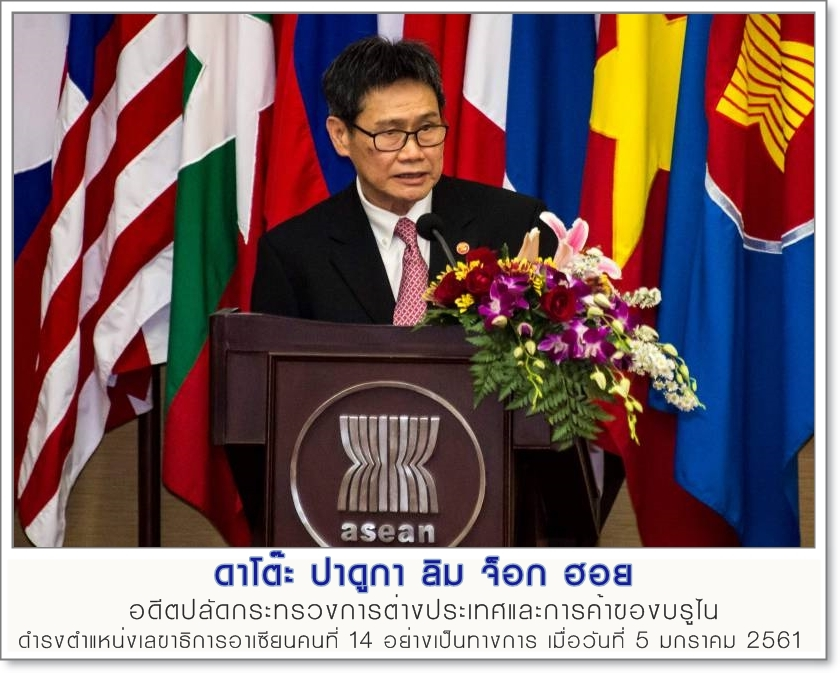 asean
ดาโต๊ะ ปาดูกา ลิม จ็อก ฮอย
อดีตปลัดกระทรวงการต่างประเทศและการค้าของบรูไน
ดำรงตำแหน่งเลขาธิการอาเซียนคนที่ 14 อย่างเป็นทางการ เมื่อวันที่ 5 มกราคม 2561